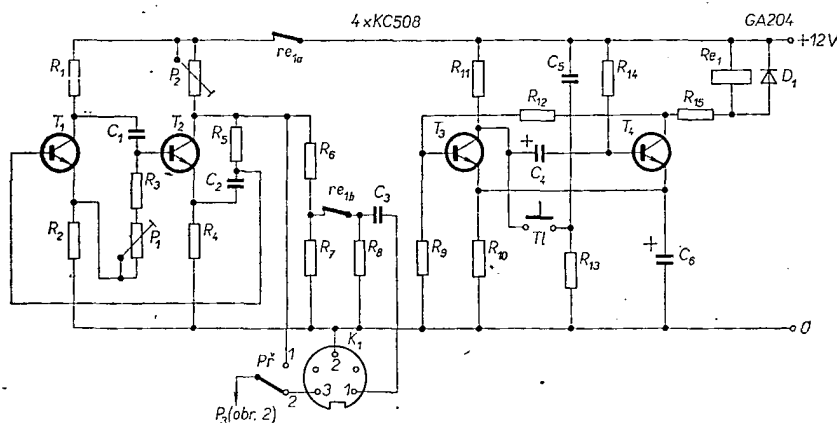 4xKC508
GA204
+12V
re1a
R1
P2
R11
C5
R14
Re1
D1
R12
R15
T1
C1
T2
R5
T3
T4
R6
C4
+
R3
C2
re1b
C3
Tl
R2
P1
R4
R7
R8
R9
R10
R13
+
C6
0
K1
Př
1
2
2
3
1
P3(obr. 2)